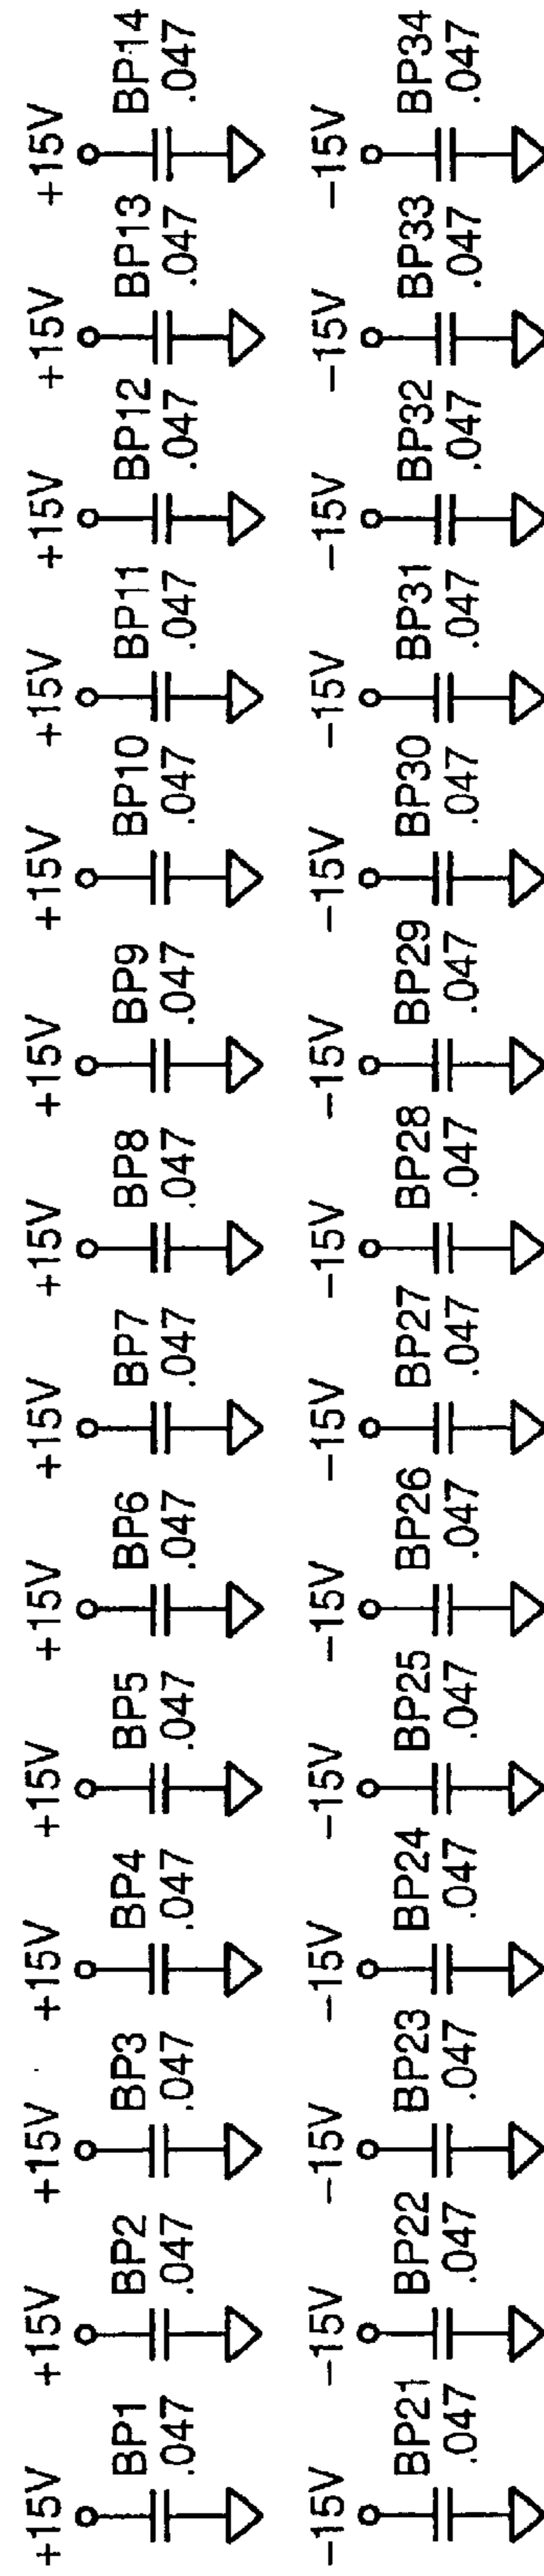 +15V +15V +15V +15V +15V +15V +15V +15V +15V +15V +15V +15V +15V +15V
BP1 BP2 BP3 BP4 BP5 BP6 BP7 BP8 BP9 BP10 BP11 BP12 BP13 BP14
.047 .047 .047 .047 .047 .047 .047 .047 .047 .047 .047 .047 .047 .047
−15V −15V −15V −15V −15V −15V −15V −15V −15V −15V −15V −15V −15V −15V
BP21 BP22 BP23 BP24 BP25 BP26 BP27 BP28 BP29 BP30 BP31 BP32 BP33 BP34
.047 .047 .047 .047 .047 .047 .047 .047 .047 .047 .047 .047 .047 .047